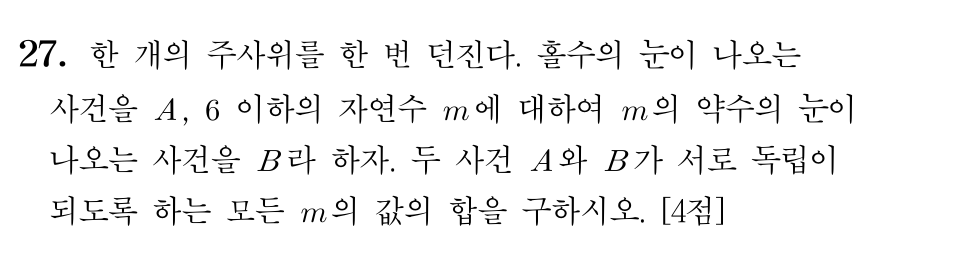 27. 한 개의 주사위를 한 번 던진다. 홀수의 눈이 나오는
사건을 A, 6 이하의 자연수 m에 대하여 m의 약수의 눈이
나오는 사건을 B라 하자. 두 사건 A와 B가 서로 독립이
되도록 하는 모든 m의 값의 합을 구하시오. [4점]